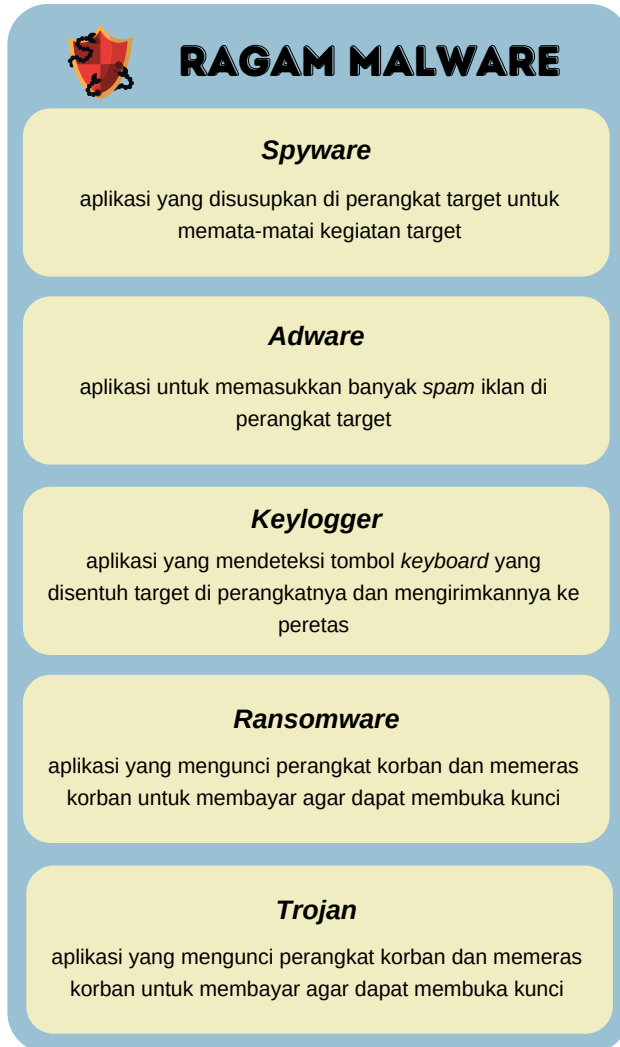 RAGAM MALWARE
Spyware
aplikasi yang disusupkan di perangkat target untuk
memata-matai kegiatan target
Adware
aplikasi untuk memasukkan banyak spam iklan di
perangkat target
Keylogger
aplikasi yang mendeteksi tombol keyboard yang
disentuh target di perangkatnya dan mengirimkannya ke
peretas
Ransomware
aplikasi yang mengunci perangkat korban dan memeras
korban untuk membayar agar dapat membuka kunci
Trojan
aplikasi yang mengunci perangkat korban dan memeras
korban untuk membayar agar dapat membuka kunci